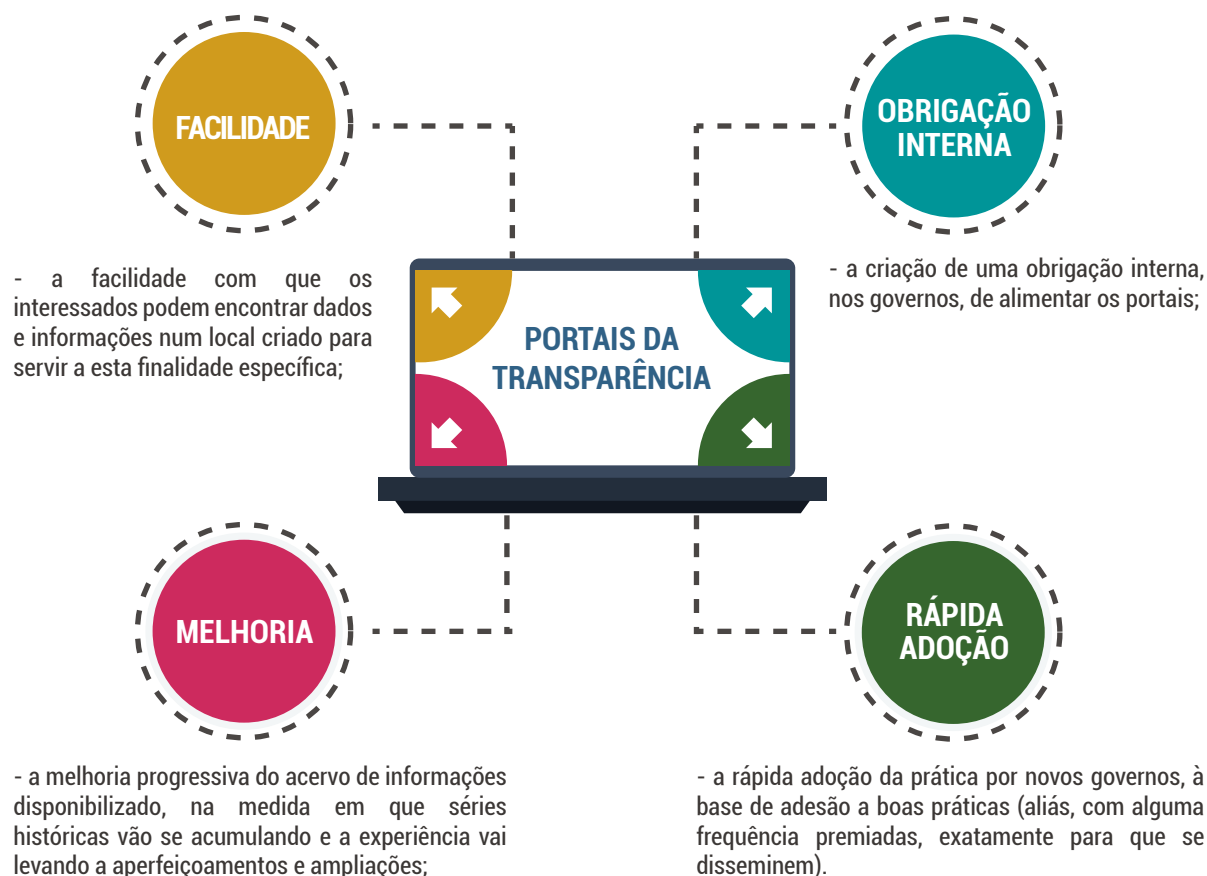 FACILIDADE
- a facilidade com que os
interessados podem encontrar dados
e informações num local criado para
servir a esta finalidade específica;
OBRIGAÇÃO
INTERNA
- a criação de uma obrigação interna,
nos governos, de alimentar os portais;
PORTAIS DA
TRANSPARÊNCIA
MELHORIA
- a melhoria progressiva do acervo de informações
disponibilizado, na medida em que séries
históricas vão se acumulando e a experiência vai
levando a aperfeiçoamentos e ampliações;
RÁPIDA
ADOÇÃO
- a rápida adoção da prática por novos governos, à
base de adesão a boas práticas (aliás, com alguma
frequência premiadas, exatamente para que se
disseminem).